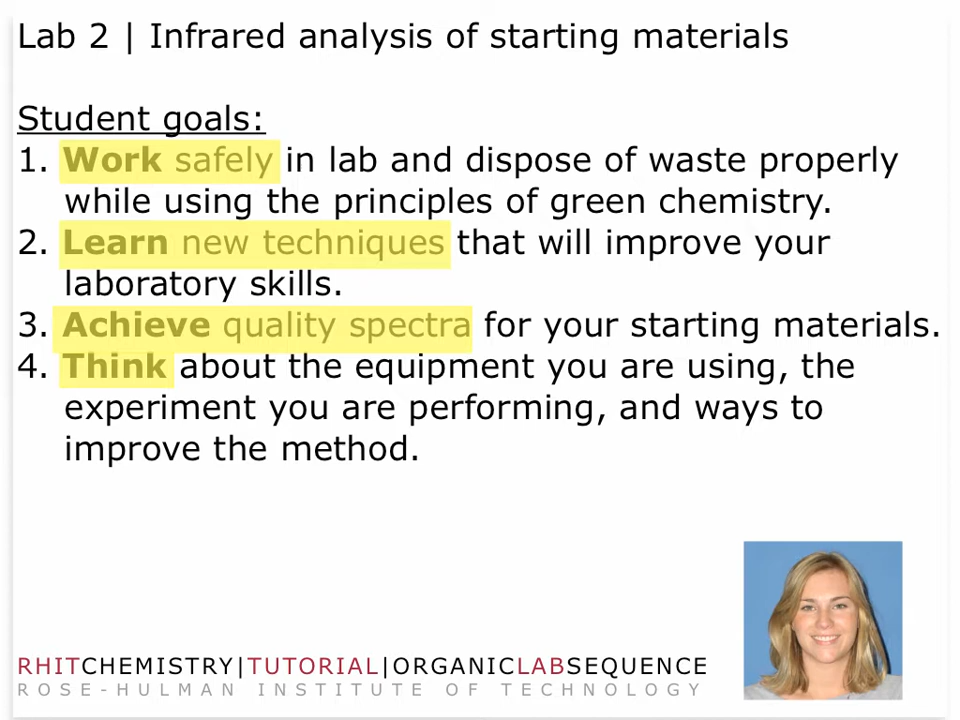 Lab 2 | Infrared analysis of starting materials
Student goals:
1. Work safely in lab and dispose of waste properly
while using the principles of green chemistry.
2. Learn new techniques that will improve your
laboratory skills.
3. Achieve quality spectra for your starting materials.
4. Think about the equipment you are using, the
experiment you are performing, and ways to
improve the method.
RHITCHEMISTRY|TUTORIAL|ORGANICLABSEQUENCE
ROSE-HULMAN INSTITUTE OF TECHNOLOGY